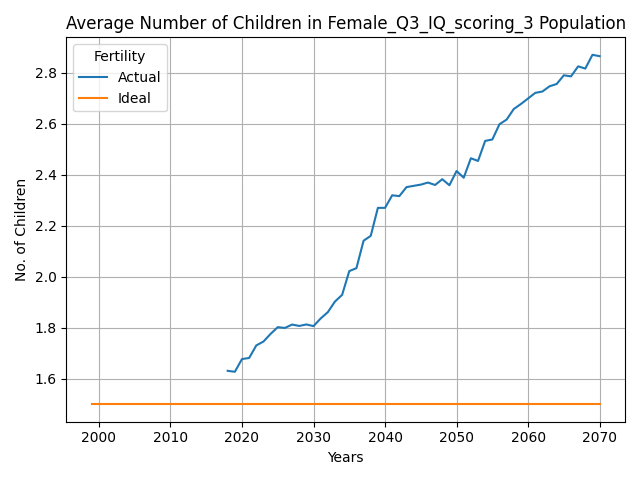 Average Number of Children in Female_Q3_IQ_scoring_3 Population
Fertility
Actual
Ideal
No. of Children
2.8
2.6
2.4
2.2
2.0
1.8
1.6
2000 2010 2020 2030 2040 2050 2060 2070
Years